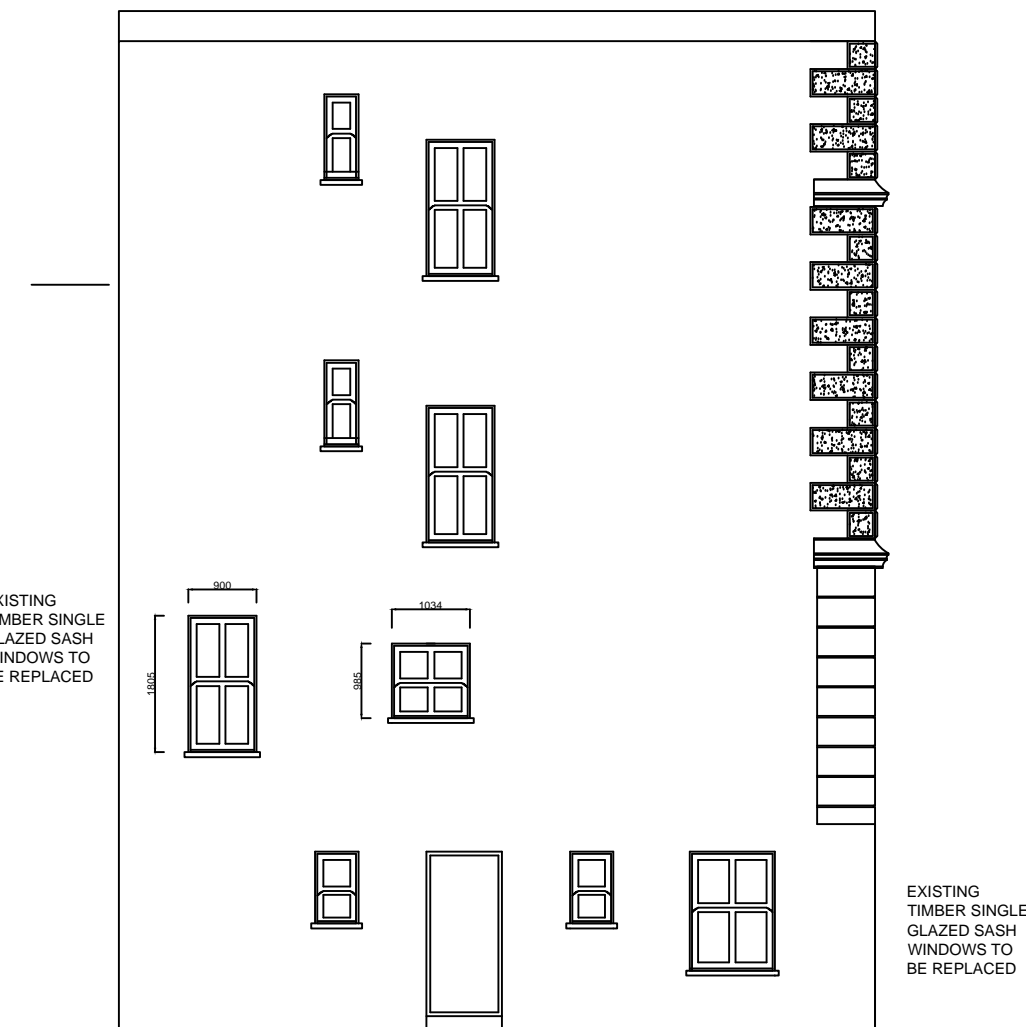 900
1034
1805
985
XISTING
MBER SINGLE
LAZED SASH
INDOWS TO
E REPLACED
EXISTING
TIMBER SINGLE
GLAZED SASH
WINDOWS TO
BE REPLACED